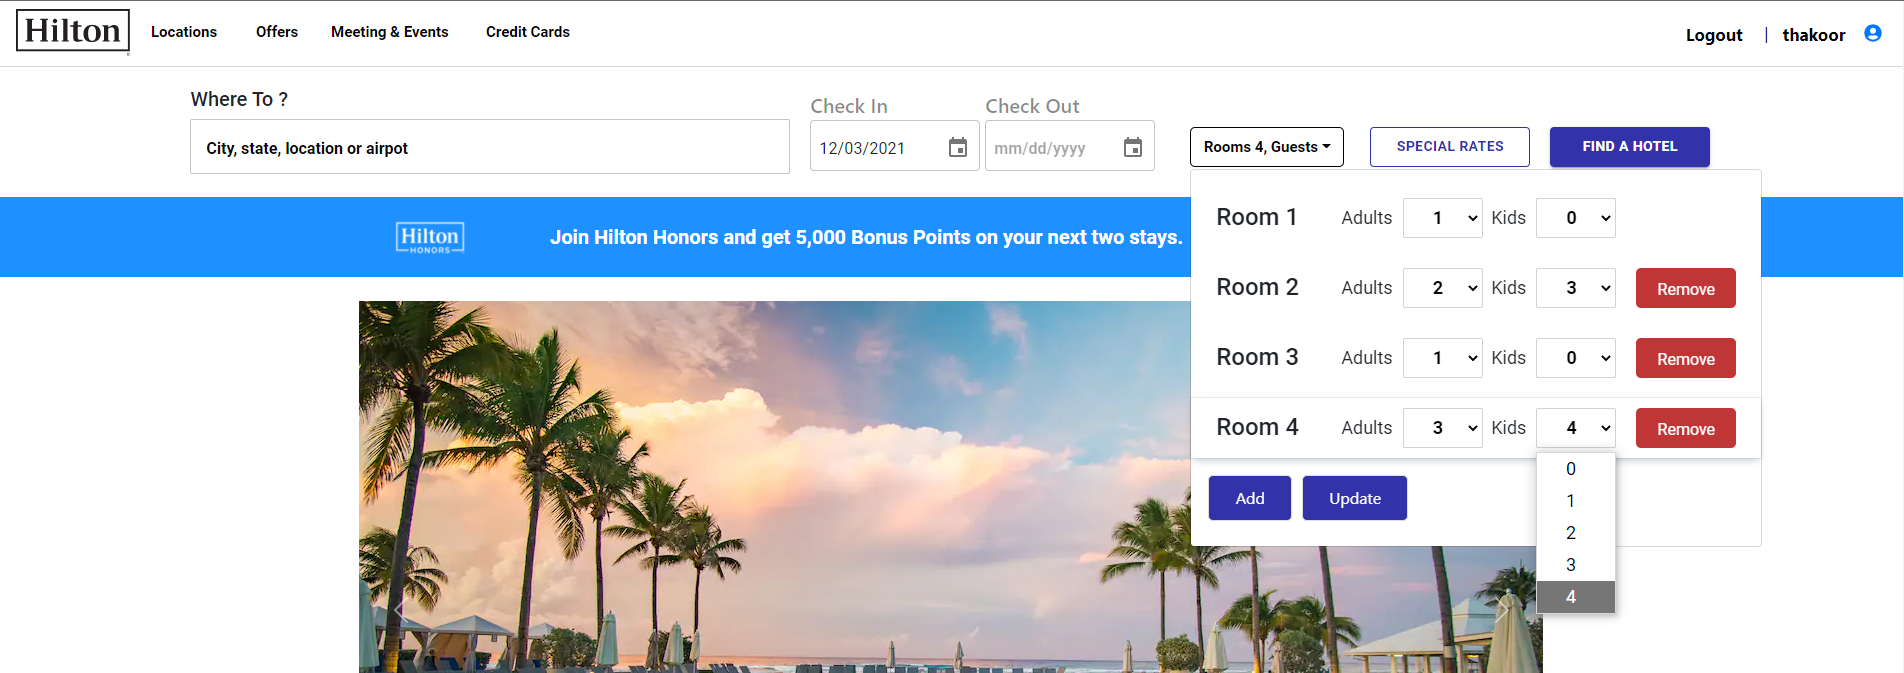 Hilton Locations Offers Meeting & Events Credit Cards Logout | thakoor
Where To ?
Check In Check Out
City, state, location or airpot 12/03/2021 mm/dd/yyyy Rooms 4, Guests SPECIAL RATES FIND A HOTEL
Hilton
HONORS
Join Hilton Honors and get 5,000 Bonus Points on your next two stays.
Room 1 Adults 1 Kids 0
Room 2 Adults 2 Kids 3 Remove
Room 3 Adults 1 Kids 0 Remove
Room 4 Adults 3 Kids 4 Remove
0
1
2
3
4
Add Update